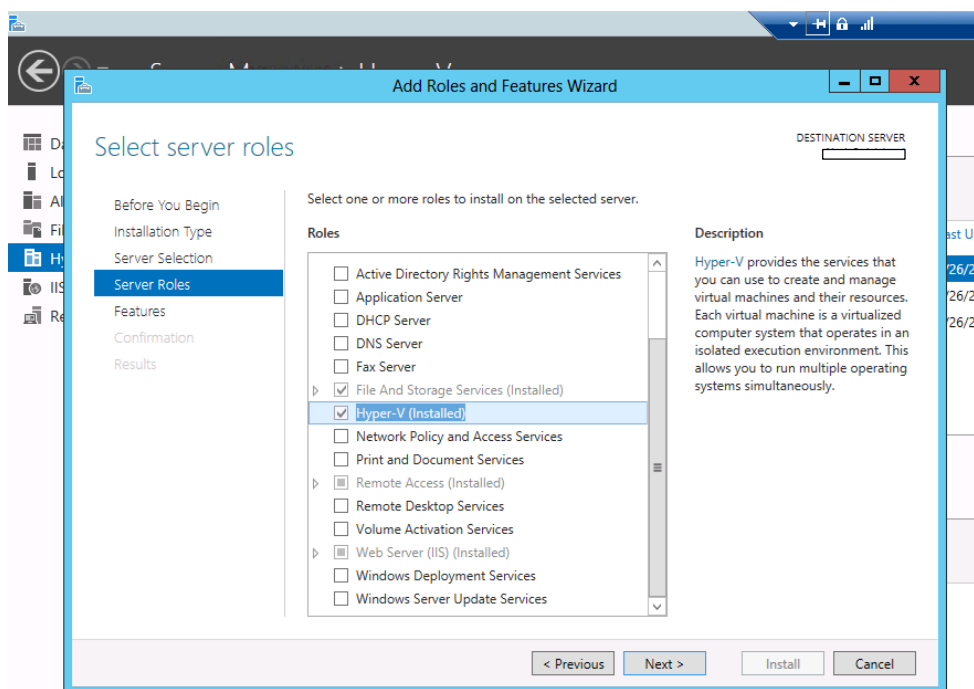 Add Roles and Features Wizard
Select server roles
DESTINATION SERVER
Before You Begin
Installation Type
Server Selection
Server Roles
Features
Confirmation
Results
Select one or more roles to install on the selected server.
Roles
Active Directory Rights Management Services
Application Server
DHCP Server
DNS Server
Fax Server
File And Storage Services (Installed)
Hyper-V (Installed)
Network Policy and Access Services
Print and Document Services
Remote Access (Installed)
Remote Desktop Services
Volume Activation Services
Web Server (IIS) (Installed)
Windows Deployment Services
Windows Server Update Services
Description
Hyper-V provides the services that
you can use to create and manage
virtual machines and their resources.
Each virtual machine is a virtualized
computer system that operates in an
isolated execution environment. This
allows you to run multiple operating
systems simultaneously.
< Previous
Next >
Install
Cancel
IIS